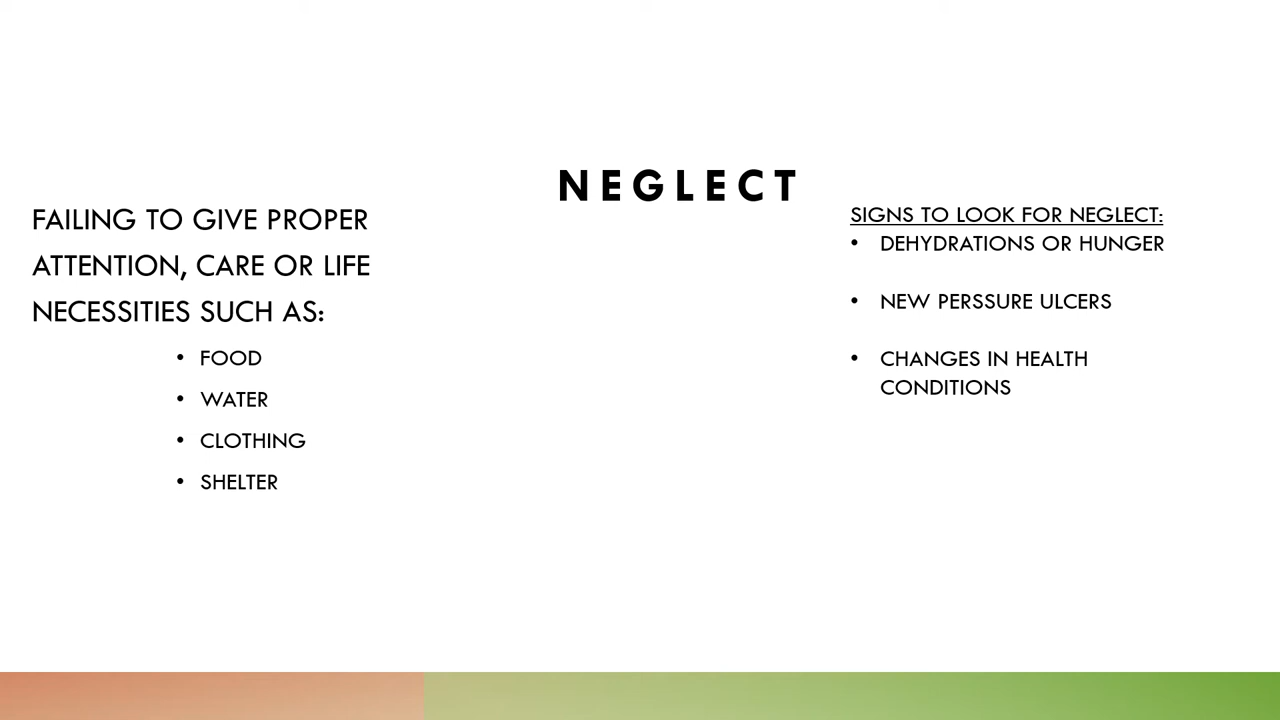 NEGLECT
FAILING TO GIVE PROPER
ATTENTION, CARE OR LIFE
NECESSITIES SUCH AS:
• FOOD
• WATER
• CLOTHING
• SHELTER
SIGNS TO LOOK FOR NEGLECT:
• DEHYDRATIONS OR HUNGER
• NEW PERSSURE ULCERS
• CHANGES IN HEALTH
CONDITIONS